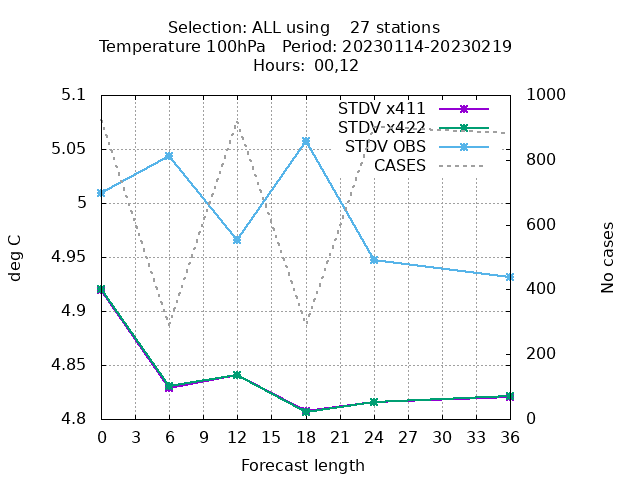 Selection: ALL using    27 stations
Temperature 100hPa   Period: 20230114-20230219
Hours:  00,12
5.1
5.05
5
4.95
4.9
4.85
4.8
deg C
1000
800
600
400
200
0
No cases
STDV x411
STDV x422
STDV OBS
CASES
0 3 6 9 12 15 18 21 24 27 30 33 36
Forecast length